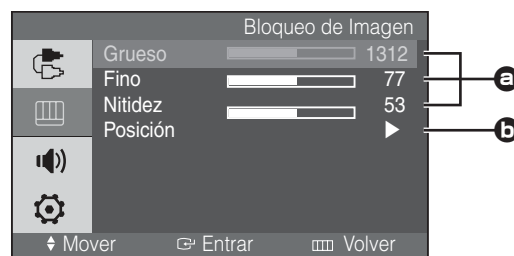 Bloqueo de Imagen
Grueso 1312
Fino 77
Nitidez 53
Posición
a
b
Mover Entrar Volver